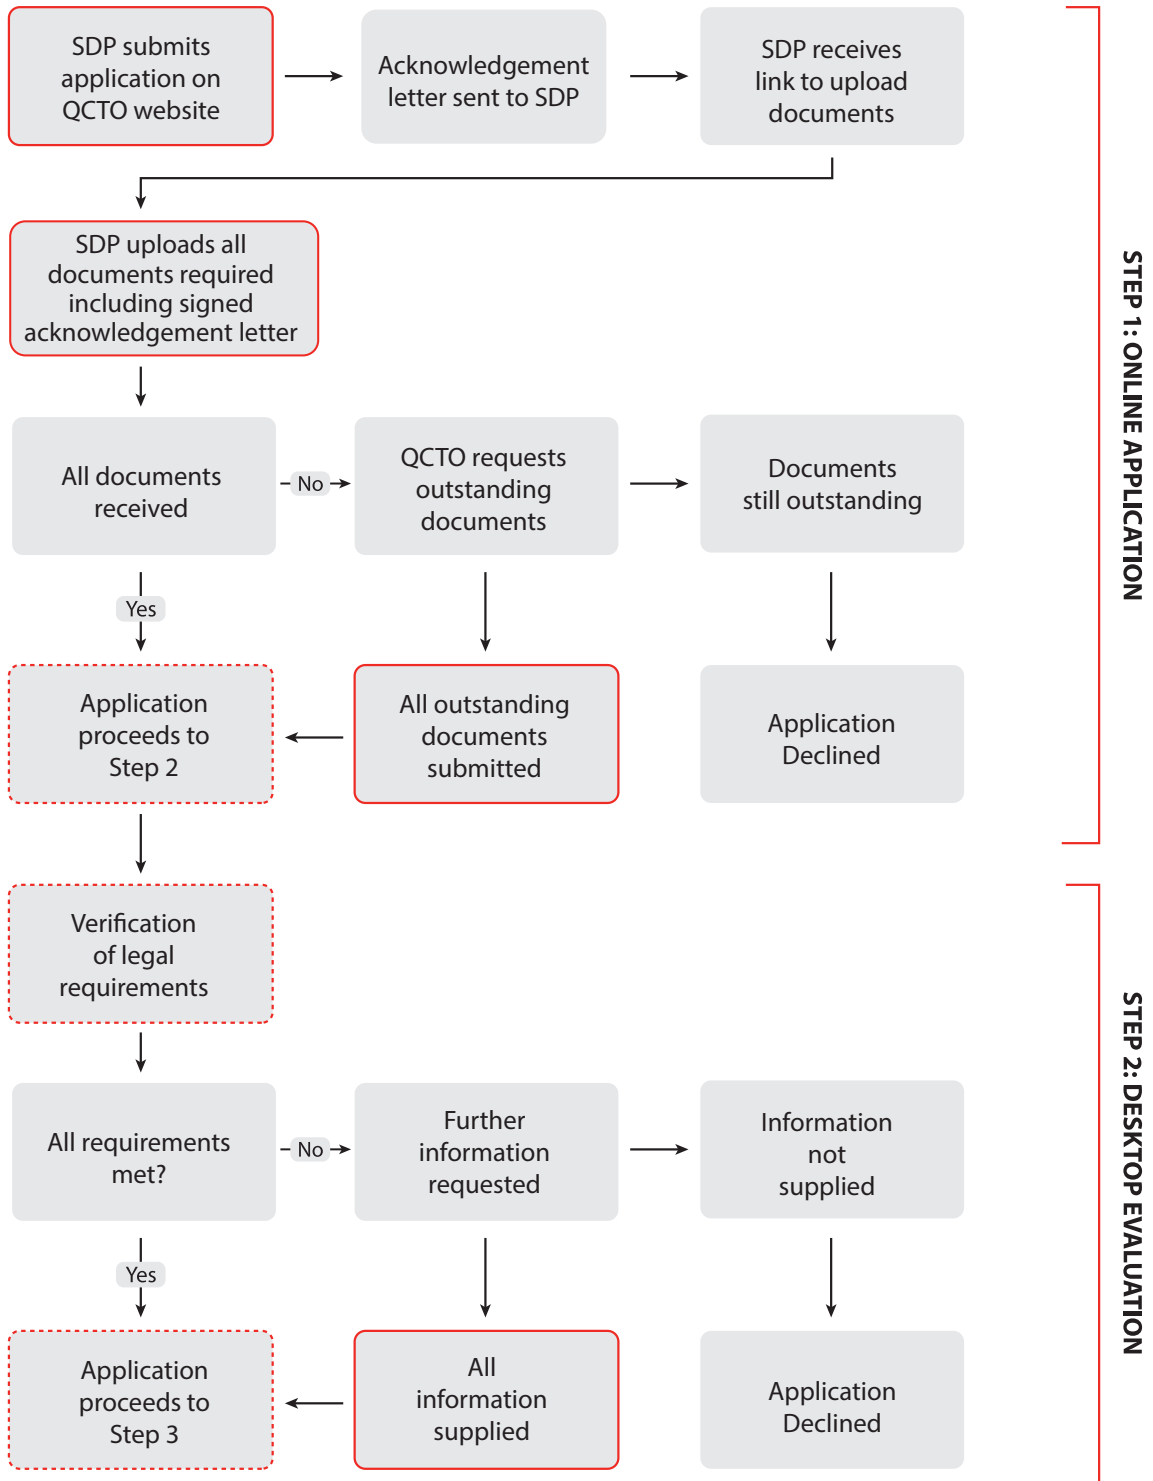 SDP submits
application on
QCTO website
Acknowledgement
letter sent to SDP
SDP receives
link to upload
documents
SDP uploads all
documents required
including signed
acknowledgement letter
All documents
received
No
QCTO requests
outstanding
documents
Documents
still outstanding
Yes
Application
proceeds to
Step 2
All outstanding
documents
submitted
Application
Declined
STEP 1: ONLINE APPLICATION
Verification
of legal
requirements
All requirements
met?
No
Further
information
requested
Information
not
supplied
Yes
Application
proceeds to
Step 3
All
information
supplied
Application
Declined
STEP 2: DESKTOP EVALUATION